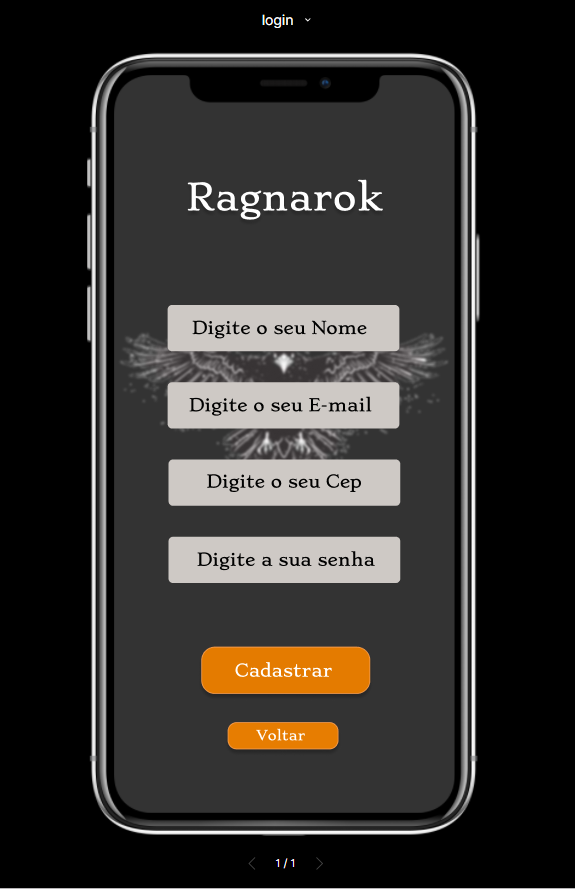 login
Ragnarok
Digite o seu Nome
Digite o seu E-mail
Digite o seu Cep
Digite a sua senha
Cadastrar
Voltar
1 / 1